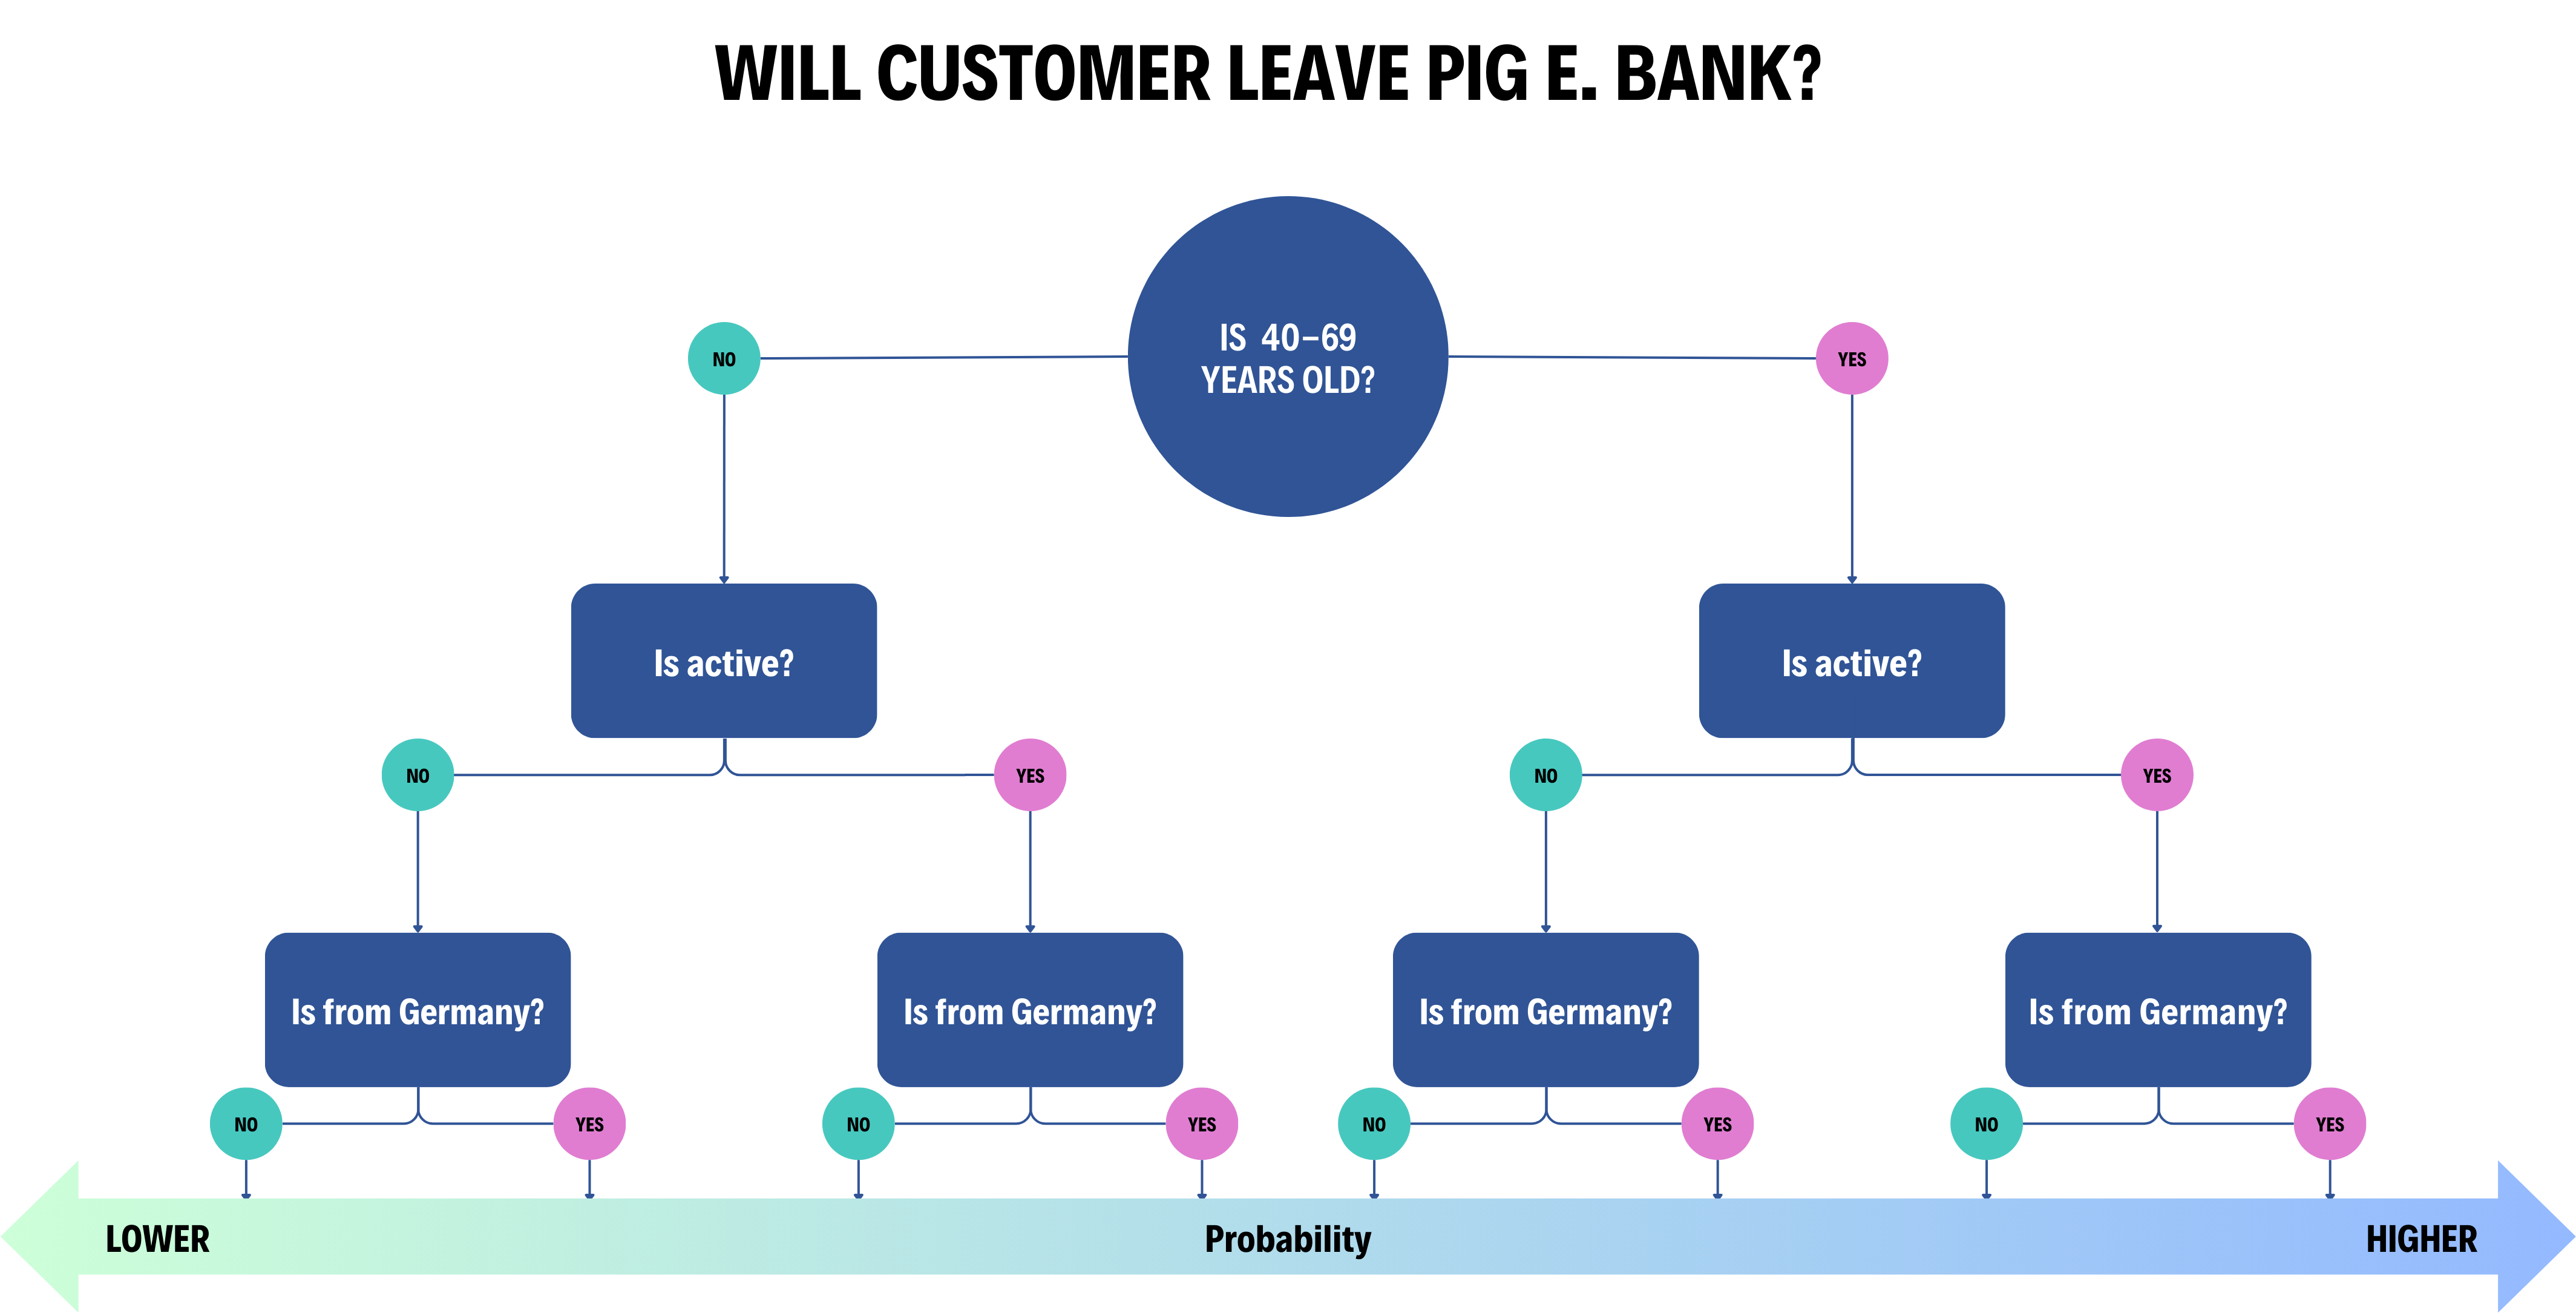 WILL CUSTOMER LEAVE PIG E. BANK?
IS 40–69
YEARS OLD?
NO
YES
Is active?
Is active?
NO
YES
NO
YES
Is from Germany?
Is from Germany?
Is from Germany?
Is from Germany?
NO
YES
NO
YES
NO
YES
NO
YES
LOWER
Probability
HIGHER